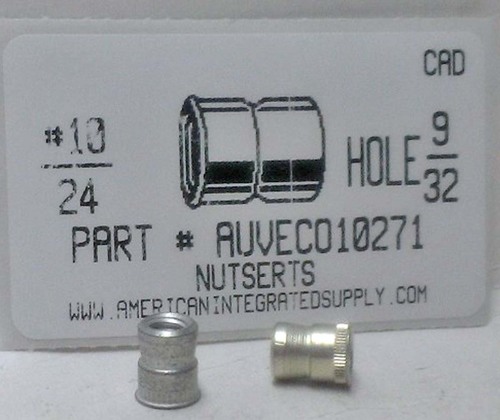 CAD
#10
24
HOLE 9
32
PART # AUVECO10271
NUTSERTS
WWW.AMERICANINTEGRATEDSUPPLY.COM